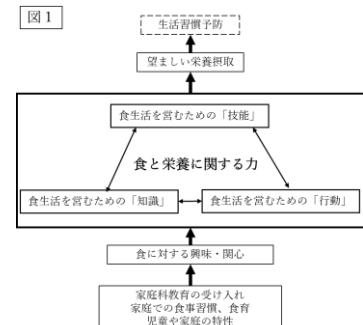 図1
生活習慣予防
望ましい栄養摂取
食生活を営むための「技能」
食と栄養に関する力
食生活を営むための「知識」
食生活を営むための「行動」
食に対する興味・関心
家庭科教育の受け入れ
家庭での食事習慣、食育
児童や家庭の特性